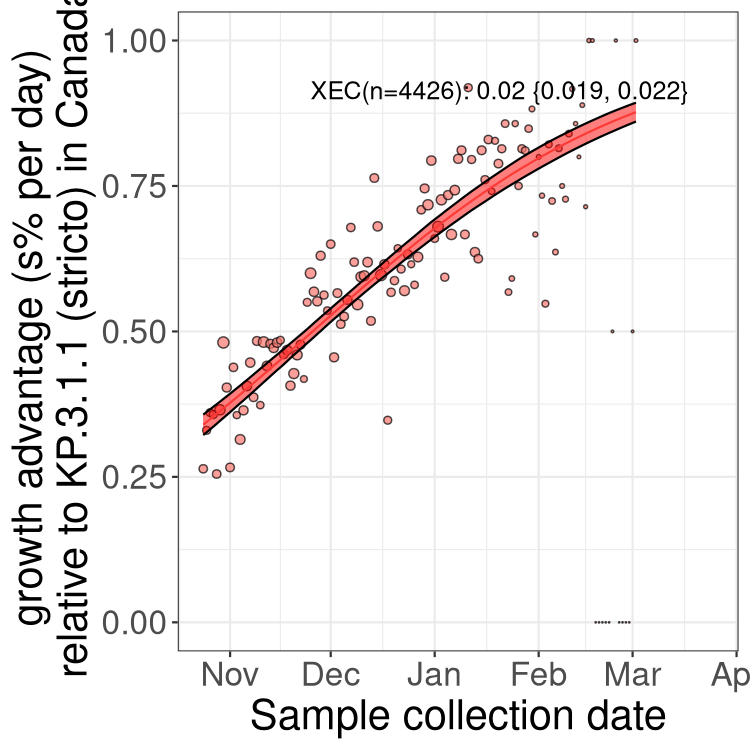 growth advantage (s% per day)
relative to KP.3.1.1 (stricto) in Canada
1.00
0.75
0.50
0.25
0.00
XEC(n=4426): 0.02 {0.019, 0.022}
Nov Dec Jan Feb Mar Ap
Sample collection date